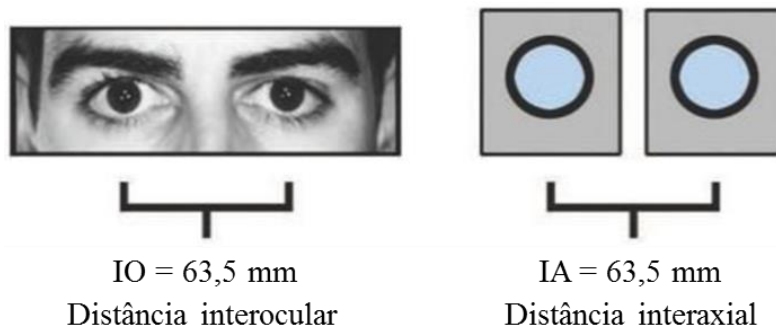 IO = 63,5 mm
Distância interocular
IA = 63,5 mm
Distância interaxial